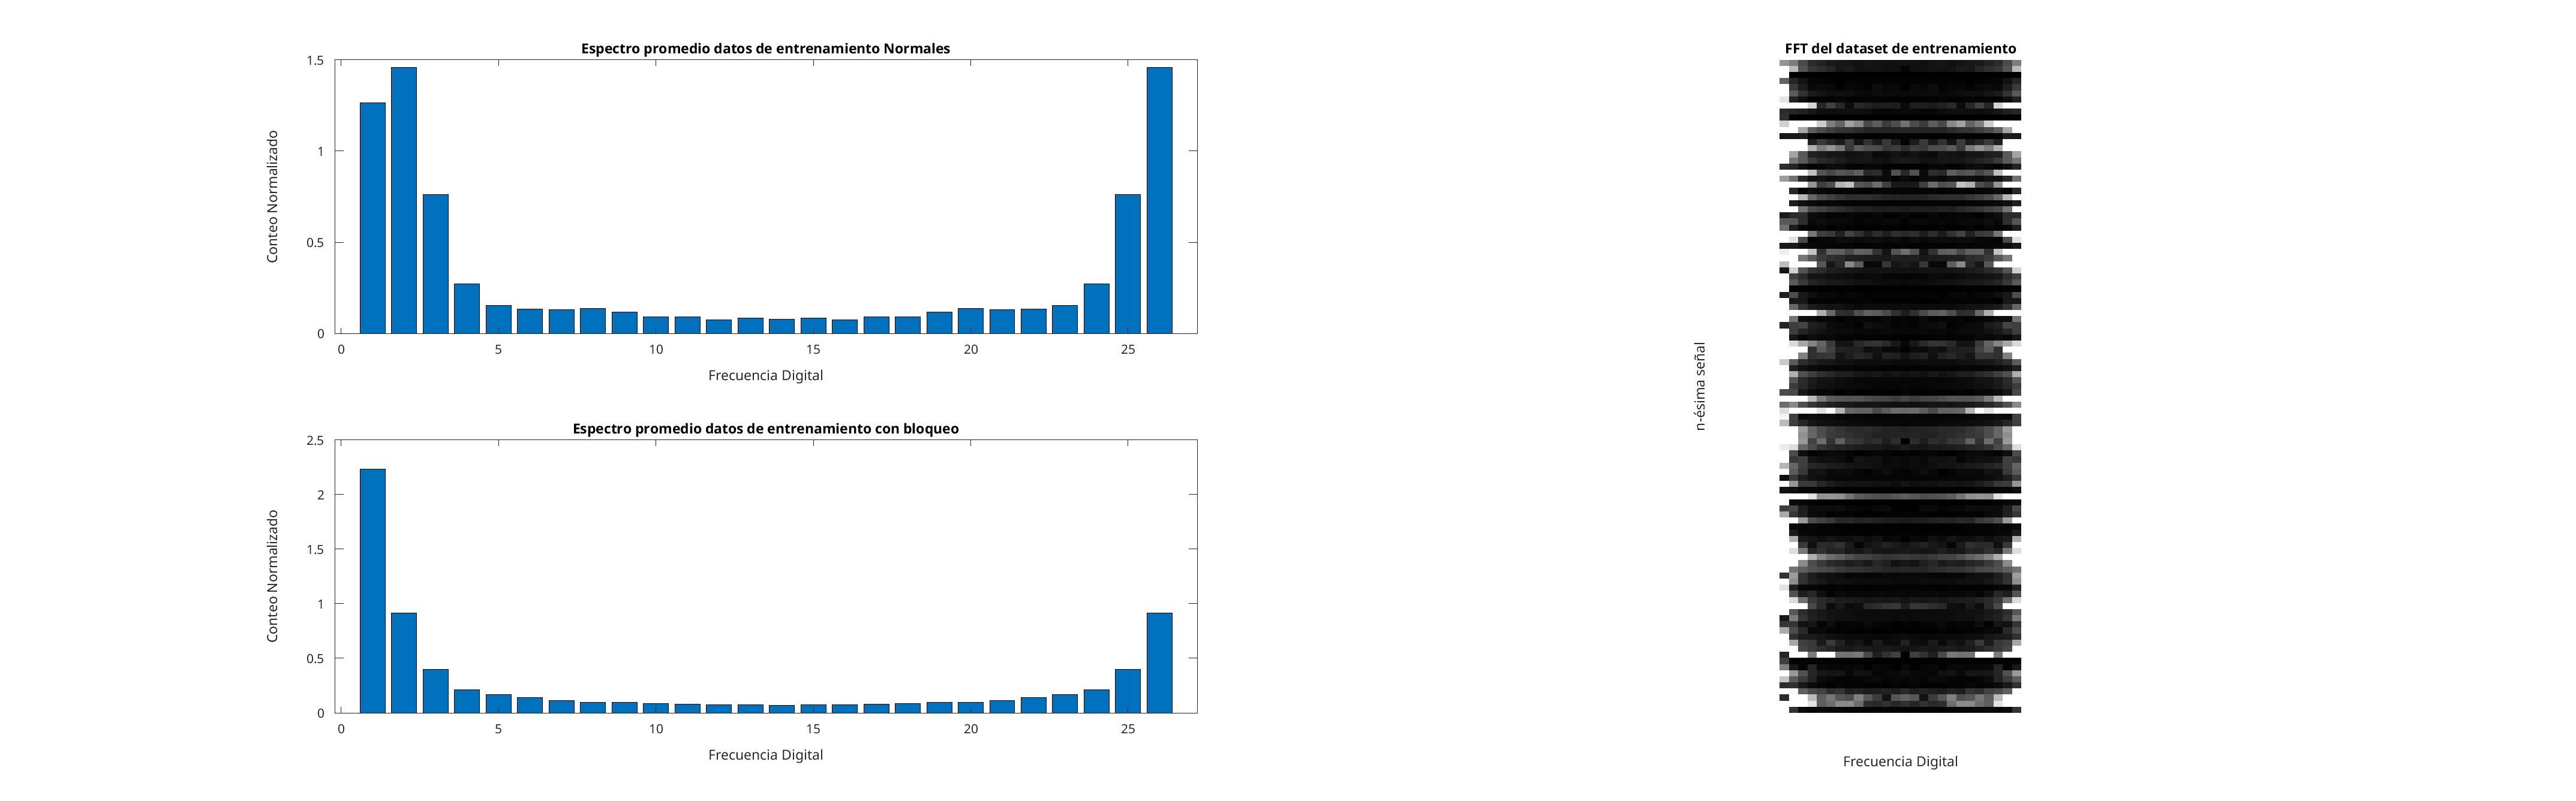 Espectro promedio datos de entrenamiento Normales
1.5
1
0.5
0
Conteo Normalizado
0 5 10 15 20 25
Frecuencia Digital
Espectro promedio datos de entrenamiento con bloqueo
2.5
2
1.5
1
0.5
0
Conteo Normalizado
0 5 10 15 20 25
Frecuencia Digital
FFT del dataset de entrenamiento
n-ésima señal
Frecuencia Digital